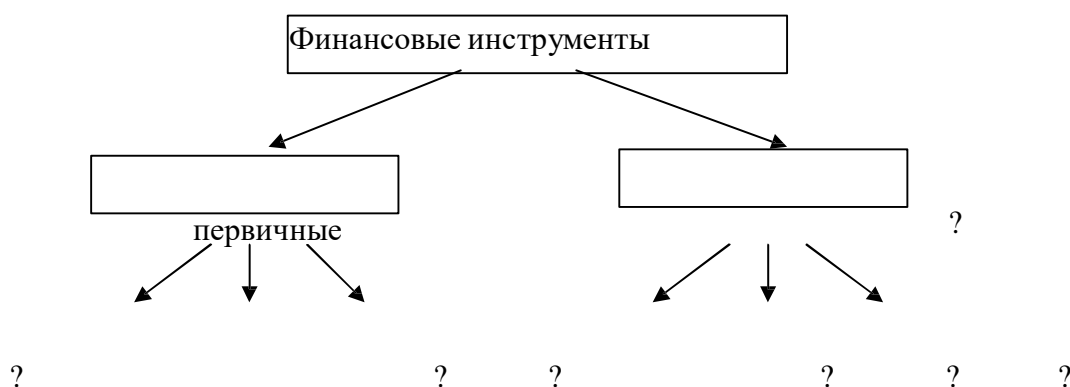 Финансовые инструменты
?
первичные
? ? ? ? ? ?